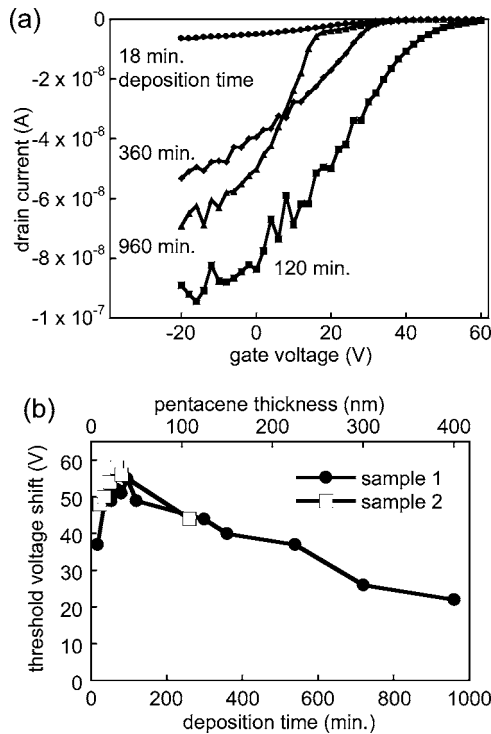 (a)
0
-2 x 10-8
-4 x 10-8
-6 x 10-8
-8 x 10-8
-1 x 10-7
drain current (A)
18 min.
deposition time
360 min.
960 min.
120 min.
-20 0 20 40 60
gate voltage (V)
(b)
pentacene thickness (nm)
0 100 200 300 400
60
50
40
30
20
10
0
threshold voltage shift (V)
sample 1
sample 2
0 200 400 600 800 1000
deposition time (min.)